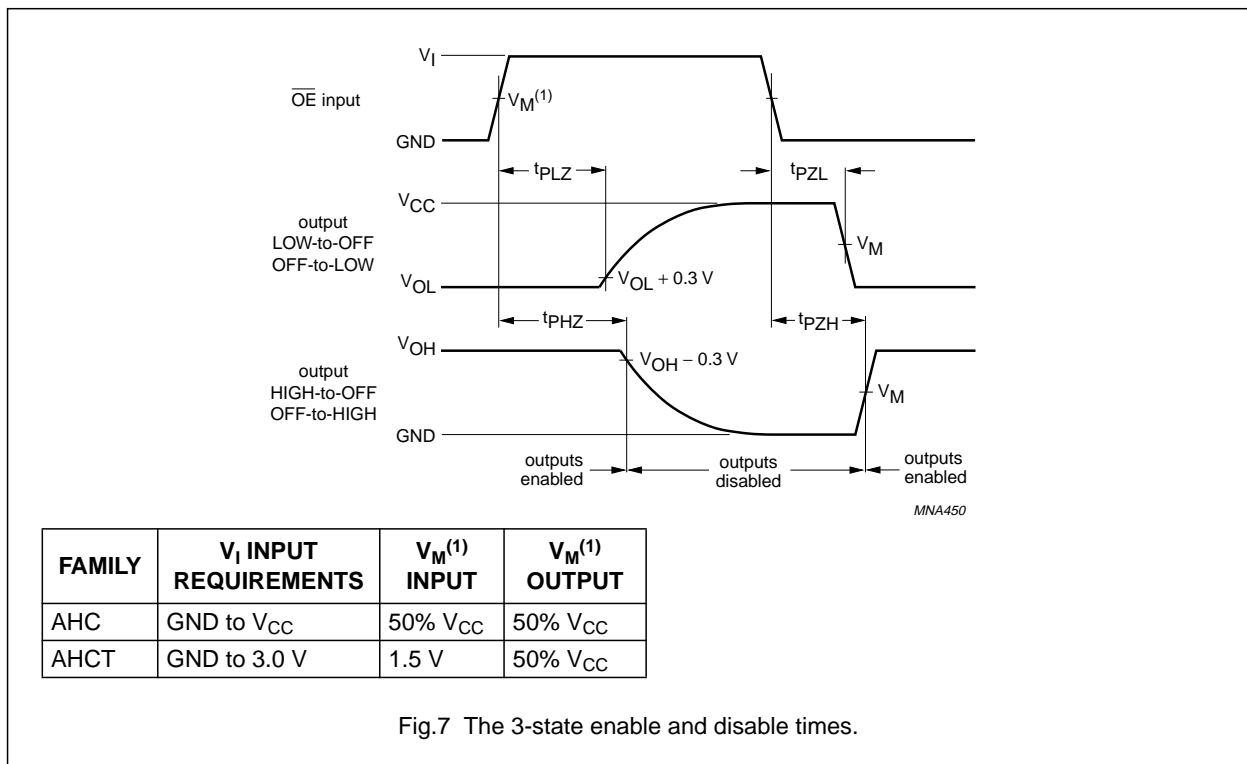 V_I
OE input
V_M(1)
GND
t_PLZ
t_PZL
V_CC
output
LOW-to-OFF
OFF-to-LOW
V_M
V_OL + 0.3 V
V_OL
t_PHZ
t_PZH
V_OH
V_OH − 0.3 V
output
HIGH-to-OFF
OFF-to-HIGH
V_M
GND
outputs enabled
outputs disabled
outputs enabled
MNA450
FAMILY V_I INPUT REQUIREMENTS V_M(1) INPUT V_M(1) OUTPUT
AHC GND to V_CC 50% V_CC 50% V_CC
AHCT GND to 3.0 V 1.5 V 50% V_CC
Fig.7 The 3-state enable and disable times.